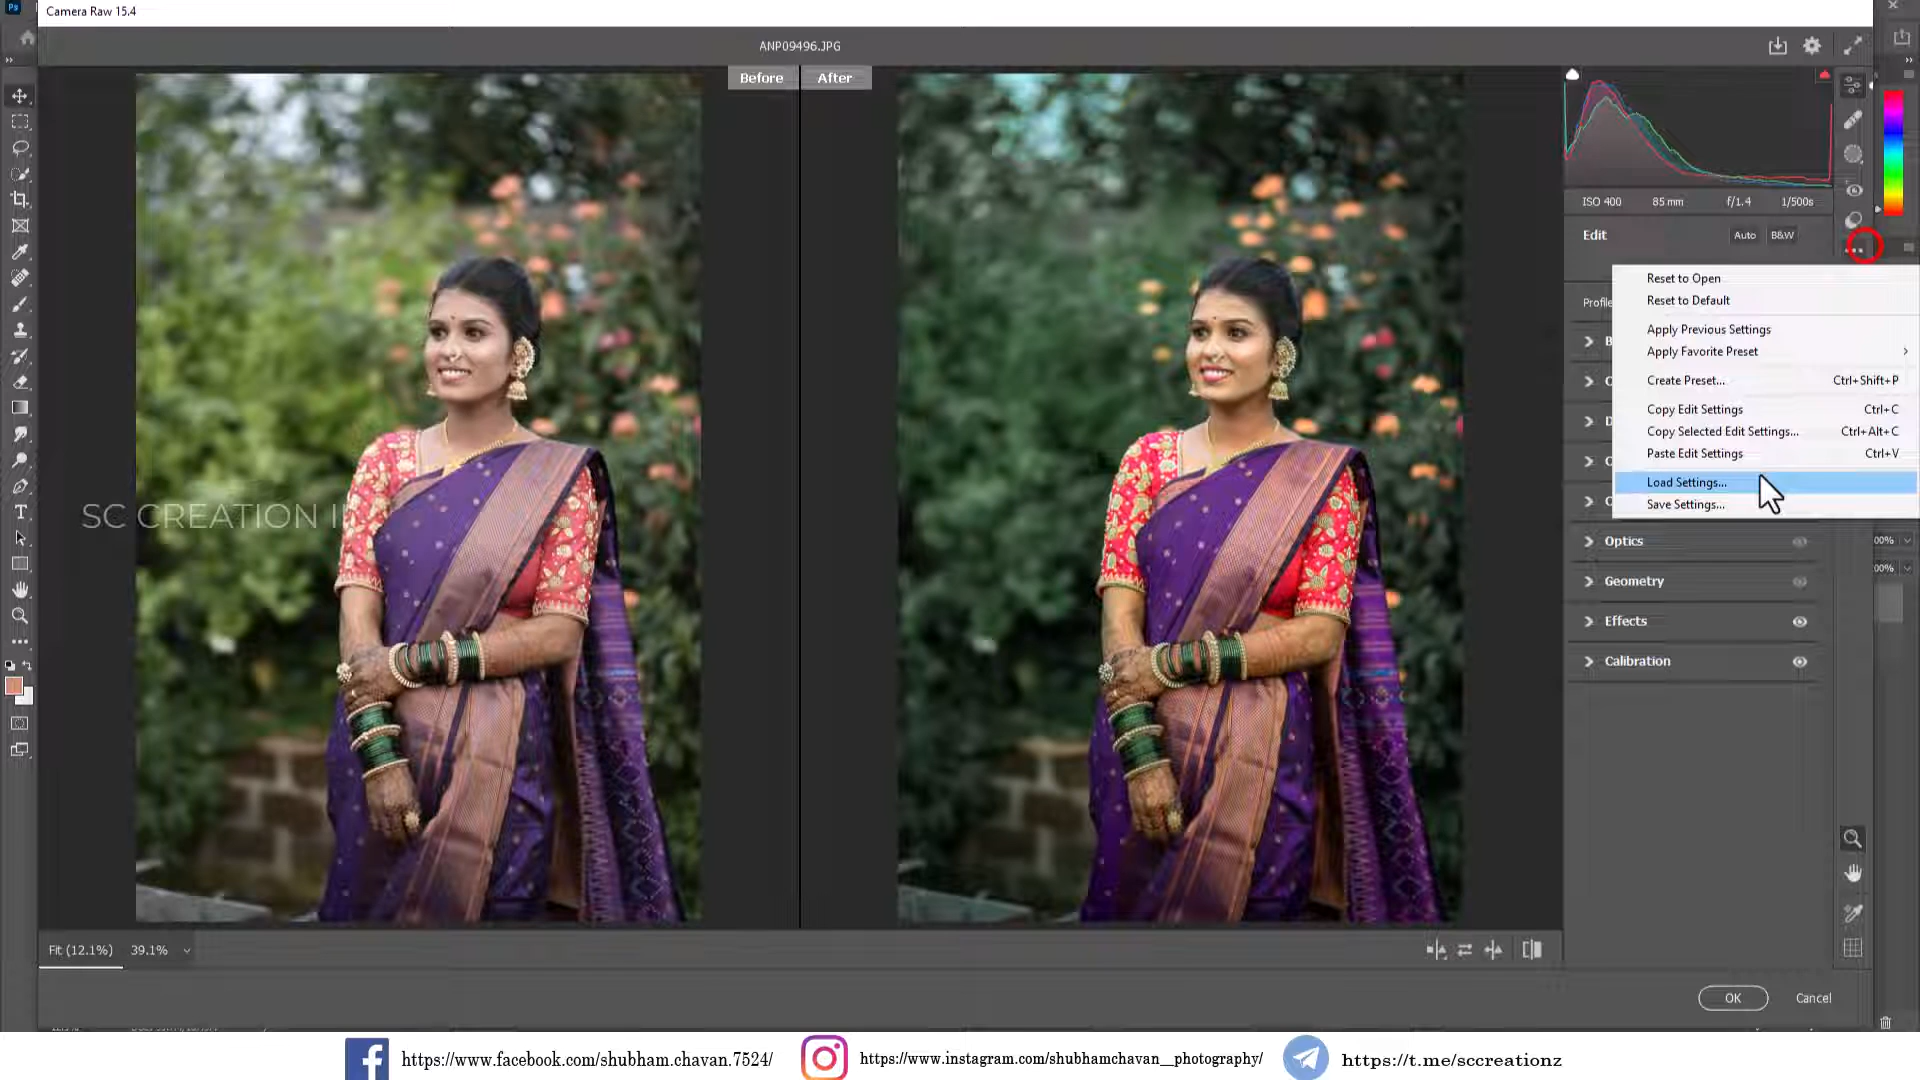 Camera Raw 15.4
ANP09496.JPG
Before
After
ISO 400 85 mm f/1.4 1/500s
Edit
Auto
B&W
Reset to Open
Reset to Default
Profile
Apply Previous Settings
Apply Favorite Preset
Create Preset... Ctrl+Shift+P
Copy Edit Settings Ctrl+C
Copy Selected Edit Settings... Ctrl+Alt+C
Paste Edit Settings Ctrl+V
Load Settings...
Save Settings...
SC CREATION
Optics
Geometry
Effects
Calibration
Fit (12.1%) 39.1%
OK
Cancel
https://www.facebook.com/shubham.chavan.7524/
https://www.instagram.com/shubhamchavan__photography/
https://t.me/sccreationz